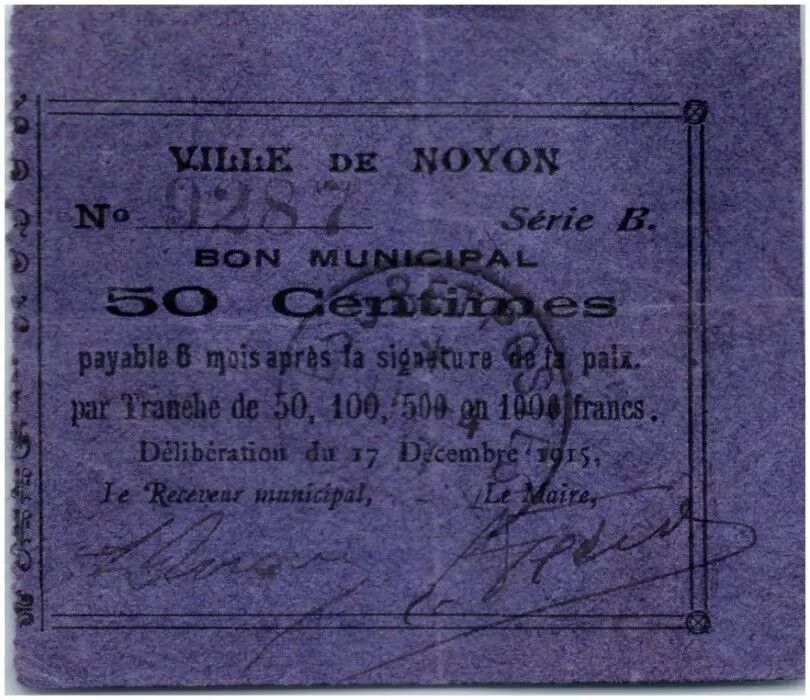 VILLE DE NOYON
No 9287 Série B.
BON MUNICIPAL
50 Centimes
payable 6 mois après la signature de la paix.
par Tranche de 50, 100, 500 ou 1000 francs.
Délibération du 17 Décembre 1915,
Le Receveur municipal, Le Maire,